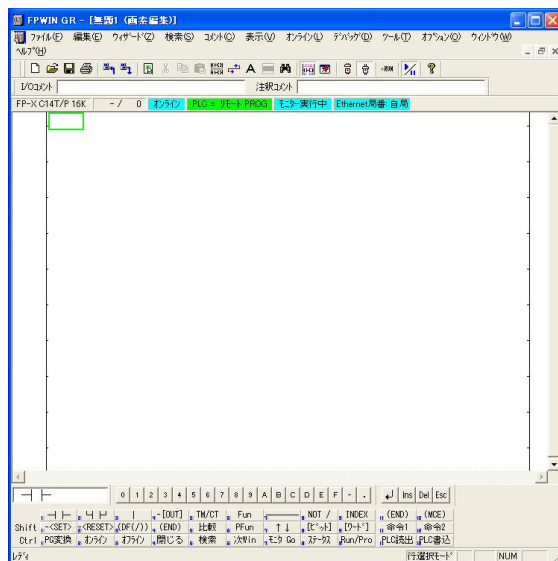 FPWIN GR - [無題1 (画素編集)]
ファイル(F) 編集(E) ウィザード(Z) 検索(S) コメント(C) 表示(V) オンライン(L) デバッグ(D) ツール(T) オプション(O) ウィンドウ(W)
ヘルプ(H)
I/Oコメント 注釈コメント
FP-X C14T/P 16K - / 0 オンライン PLC = リモート PROG モニター実行中 Ethernet局番: 自局
0 1 2 3 4 5 6 7 8 9 A B C D E F - . Ins Del Esc
-[OUT] TM/CT Fun NOT / INDEX (END) (MCE)
Shift -<SET> -<RESET> (DF(/)) (END) 比較 PFun ↑↓ [ビット] [ワード] 命令1 命令2
Ctrl PG変換 オンライン オフライン 閉じる 検索 次Win モニタ Go ステータス Run/Pro PLC読出 PLC書込
レディ 行選択モード NUM